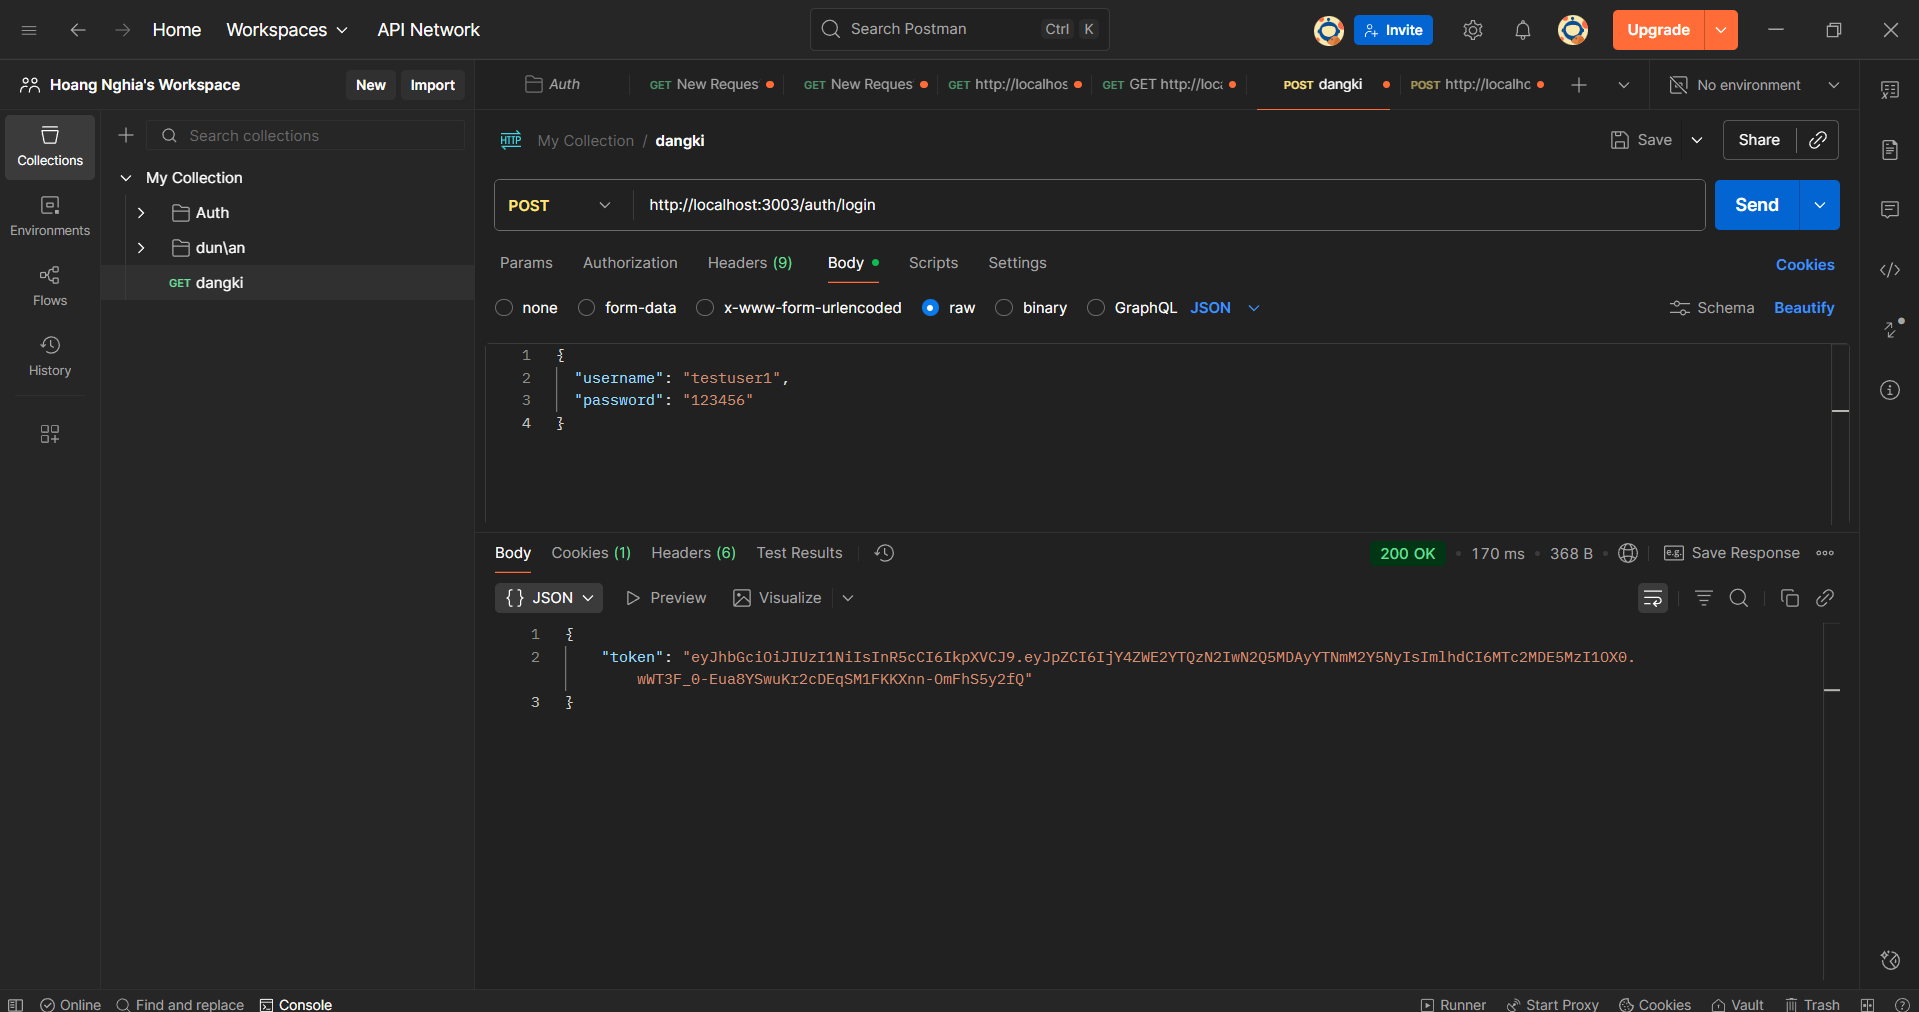 Home Workspaces API Network Search Postman Ctrl K Invite Upgrade
Hoang Nghia's Workspace New Import
Auth GET New Reques GET New Reques GET http://localhos GET GET http://loca POST dangki POST http://localhc No environment
Collections
Environments
Flows
History
Search collections
My Collection
Auth
dun\an
GET dangki
HTTP My Collection / dangki Save Share
POST http://localhost:3003/auth/login Send
Params Authorization Headers (9) Body Scripts Settings Cookies
none form-data x-www-form-urlencoded raw binary GraphQL JSON Schema Beautify
1 {
2 "username": "testuser1",
3 "password": "123456"
4 }
Body Cookies (1) Headers (6) Test Results 200 OK 170 ms 368 B e.g. Save Response
{} JSON Preview Visualize
1 {
2 "token": "eyJhbGciOiJIUzI1NiIsInR5cCI6IkpXVCJ9.eyJpZCI6IjY4ZWE2YTQzN2IwN2Q5MDAyYTNmM2Y5NyIsImlhdCI6MTc2MDE5MzI1OX0.
wWT3F_0-Eua8YSwuKr2cDEqSM1FKKXnn-OmFhS5y2fQ"
3 }
Online Find and replace Console Runner Start Proxy Cookies Vault Trash